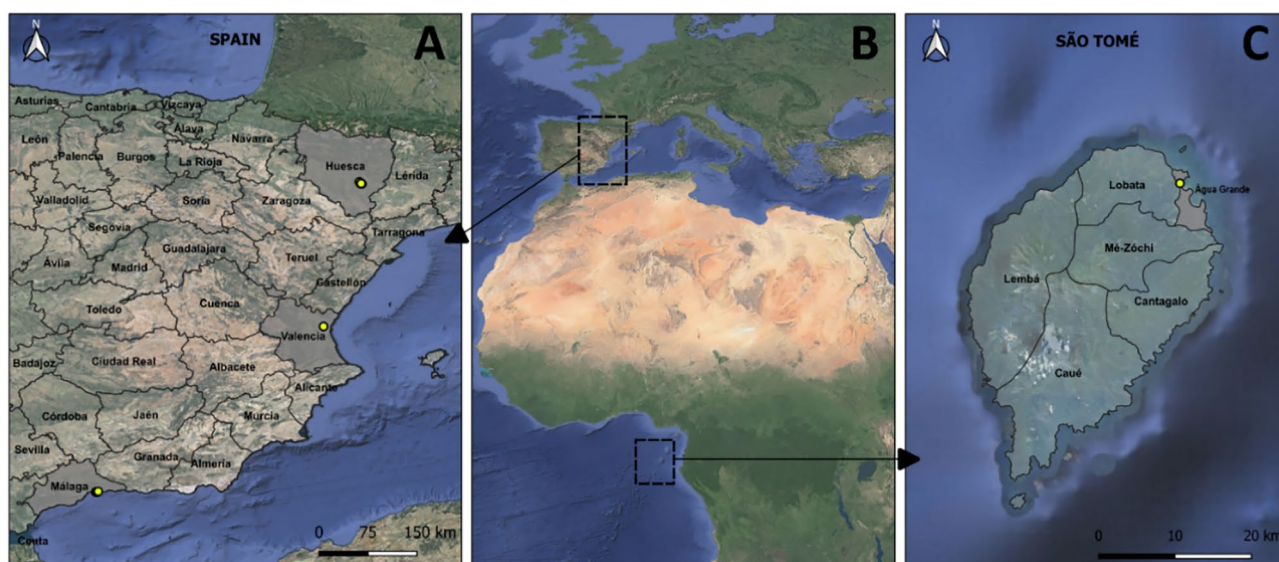 N
SPAIN
A
Asturias
Cantabria
Vizcaya
Álava
Navarra
León
Palencia
Burgos
La Rioja
Huesca
Lérida
Valladolid
Soria
Zaragoza
Segovia
Tarragona
Ávila
Guadalajara
Madrid
Teruel
Castellón
Toledo
Cuenca
Valencia
Badajoz
Ciudad Real
Albacete
Alicante
Córdoba
Jaén
Murcia
Sevilla
Granada
Almería
Málaga
Ceuta
0 75 150 km
B
N
SÃO TOMÉ
C
Lobata
Água Grande
Mé-Zóchi
Lembá
Cantagalo
Caué
0 10 20 km